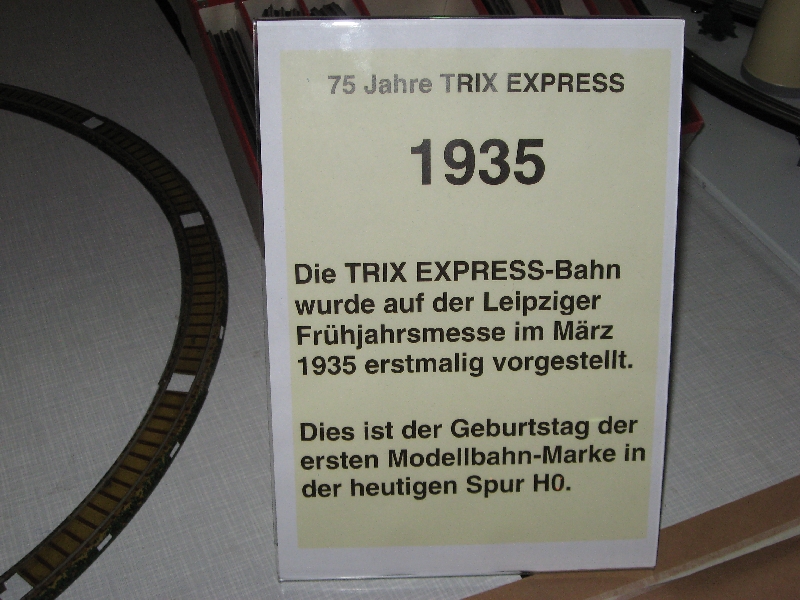 75 Jahre TRIX EXPRESS
1935
Die TRIX EXPRESS-Bahn
wurde auf der Leipziger
Frühjahrsmesse im März
1935 erstmalig vorgestellt.
Dies ist der Geburtstag der
ersten Modellbahn-Marke in
der heutigen Spur H0.